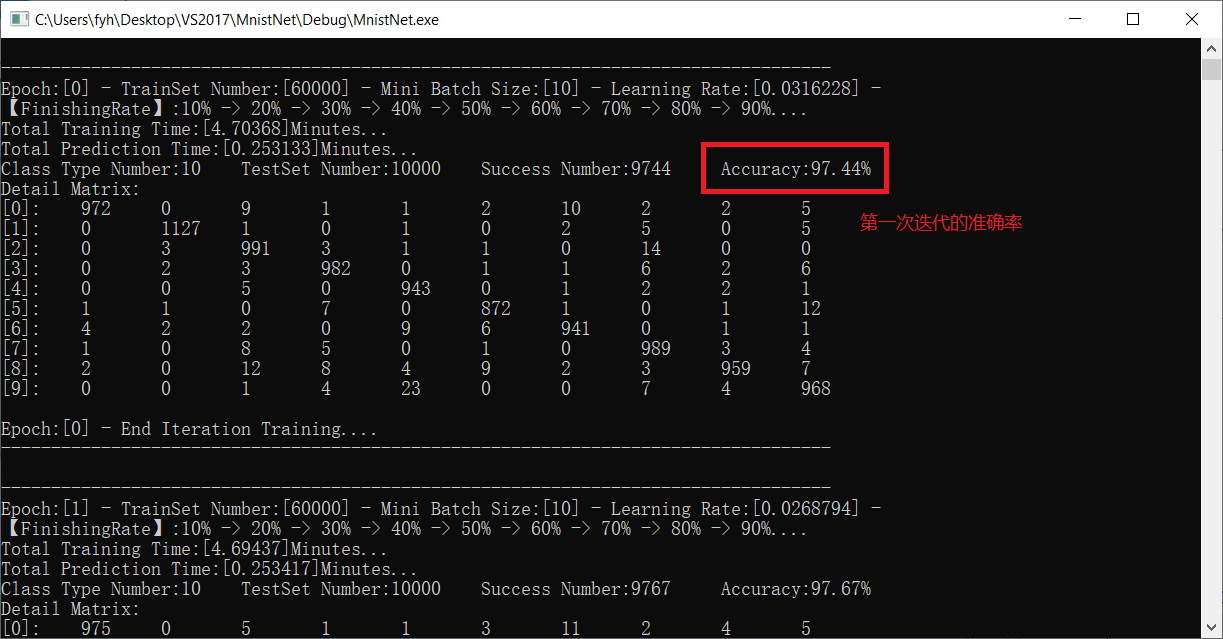 C:\Users\fyh\Desktop\VS2017\MnistNet\Debug\MnistNet.exe
-----------------------------------------------------------------------------------
Epoch:[0] - TrainSet Number:[60000] - Mini Batch Size:[10] - Learning Rate:[0.0316228] -
【FinishingRate】:10% -> 20% -> 30% -> 40% -> 50% -> 60% -> 70% -> 80% -> 90%....
Total Training Time:[4.70368]Minutes...
Total Prediction Time:[0.253133]Minutes...
Class Type Number:10 TestSet Number:10000 Success Number:9744 Accuracy:97.44%
Detail Matrix:
[0]: 972 0 9 1 1 2 10 2 2 5
第一次迭代的准确率
[1]: 0 1127 1 0 1 0 2 5 0 5
[2]: 0 3 991 3 1 1 0 14 0 0
[3]: 0 2 3 982 0 1 1 6 2 6
[4]: 0 0 5 0 943 0 1 2 2 1
[5]: 1 1 0 7 0 872 1 0 1 12
[6]: 4 2 2 0 9 6 941 0 1 1
[7]: 1 0 8 5 0 1 0 989 3 4
[8]: 2 0 12 8 4 9 2 3 959 7
[9]: 0 0 1 4 23 0 0 7 4 968
Epoch:[0] - End Iteration Training....
-----------------------------------------------------------------------------------
-----------------------------------------------------------------------------------
Epoch:[1] - TrainSet Number:[60000] - Mini Batch Size:[10] - Learning Rate:[0.0268794] -
【FinishingRate】:10% -> 20% -> 30% -> 40% -> 50% -> 60% -> 70% -> 80% -> 90%....
Total Training Time:[4.69437]Minutes...
Total Prediction Time:[0.253417]Minutes...
Class Type Number:10 TestSet Number:10000 Success Number:9767 Accuracy:97.67%
Detail Matrix:
[0]: 975 0 5 1 1 3 11 2 4 5